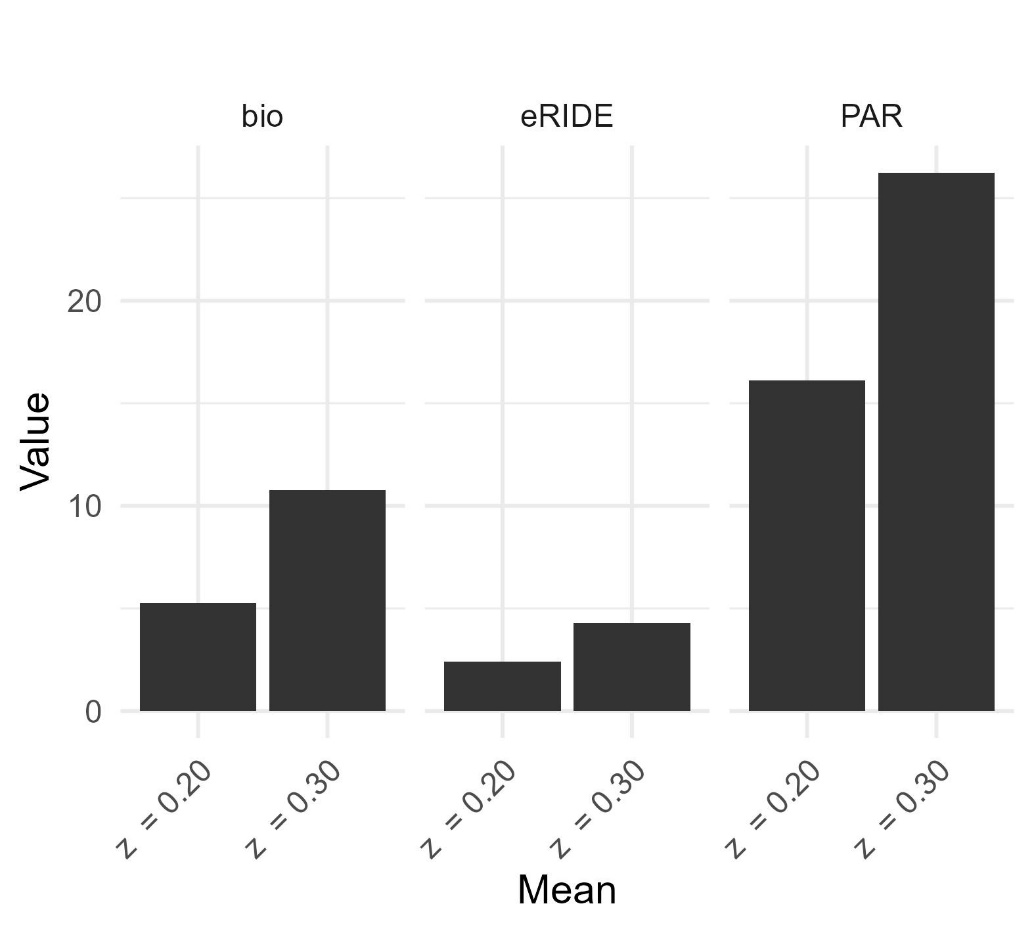 bio eRIDE PAR
Value
20
10
0
z = 0.20 z = 0.30 z = 0.20 z = 0.30 z = 0.20 z = 0.30
Mean